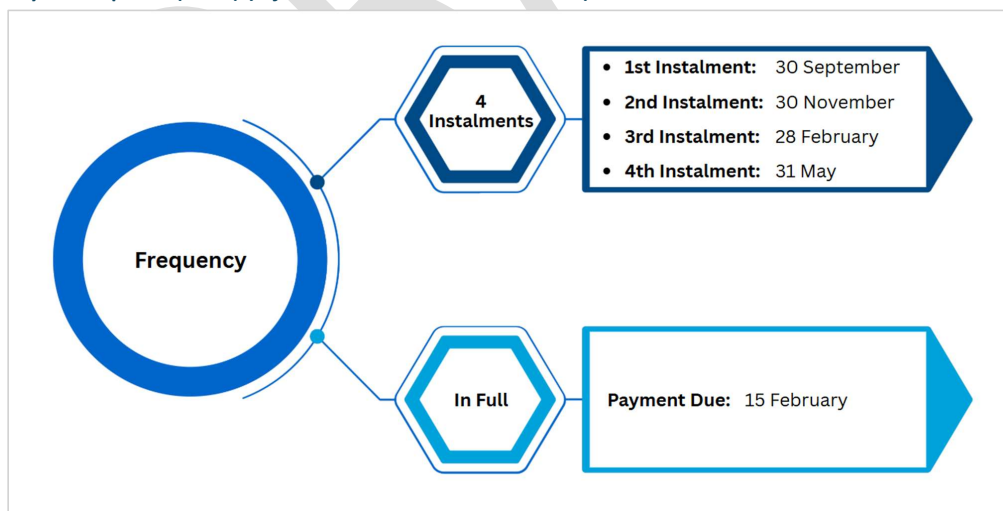 Frequency
4
Instalments
• 1st Instalment: 30 September
• 2nd Instalment: 30 November
• 3rd Instalment: 28 February
• 4th Instalment: 31 May
In Full
Payment Due: 15 February